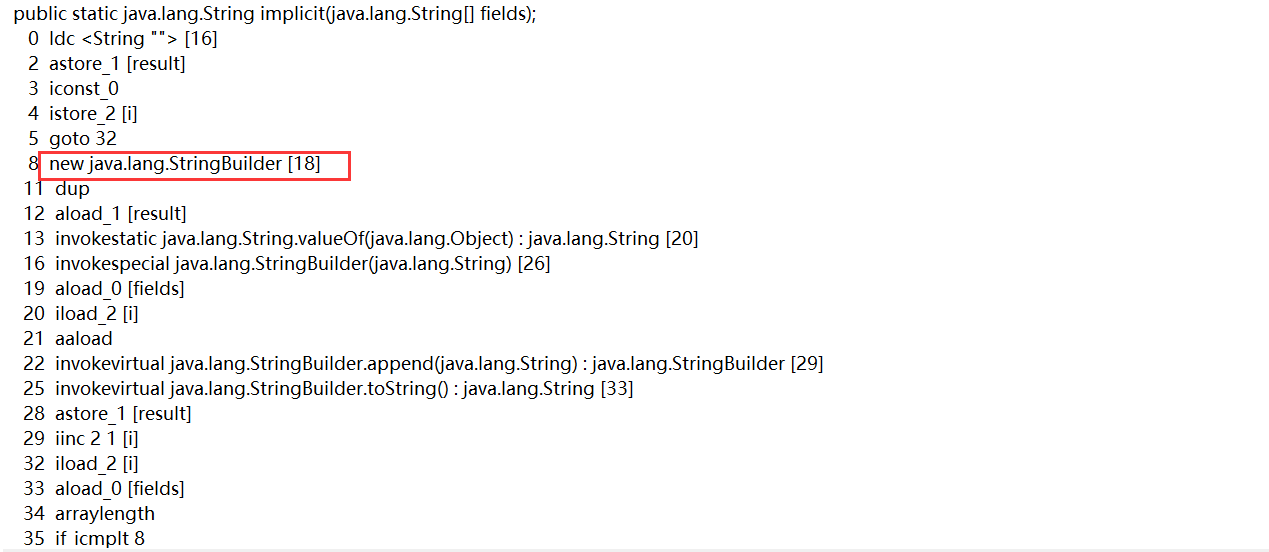 public static java.lang.String implicit(java.lang.String[] fields);
0 ldc <String ""> [16]
2 astore_1 [result]
3 iconst_0
4 istore_2 [i]
5 goto 32
8 new java.lang.StringBuilder [18]
11 dup
12 aload_1 [result]
13 invokestatic java.lang.String.valueOf(java.lang.Object) : java.lang.String [20]
16 invokespecial java.lang.StringBuilder(java.lang.String) [26]
19 aload_0 [fields]
20 iload_2 [i]
21 aaload
22 invokevirtual java.lang.StringBuilder.append(java.lang.String) : java.lang.StringBuilder [29]
25 invokevirtual java.lang.StringBuilder.toString() : java.lang.String [33]
28 astore_1 [result]
29 iinc 2 1 [i]
32 iload_2 [i]
33 aload_0 [fields]
34 arraylength
35 if_icmplt 8